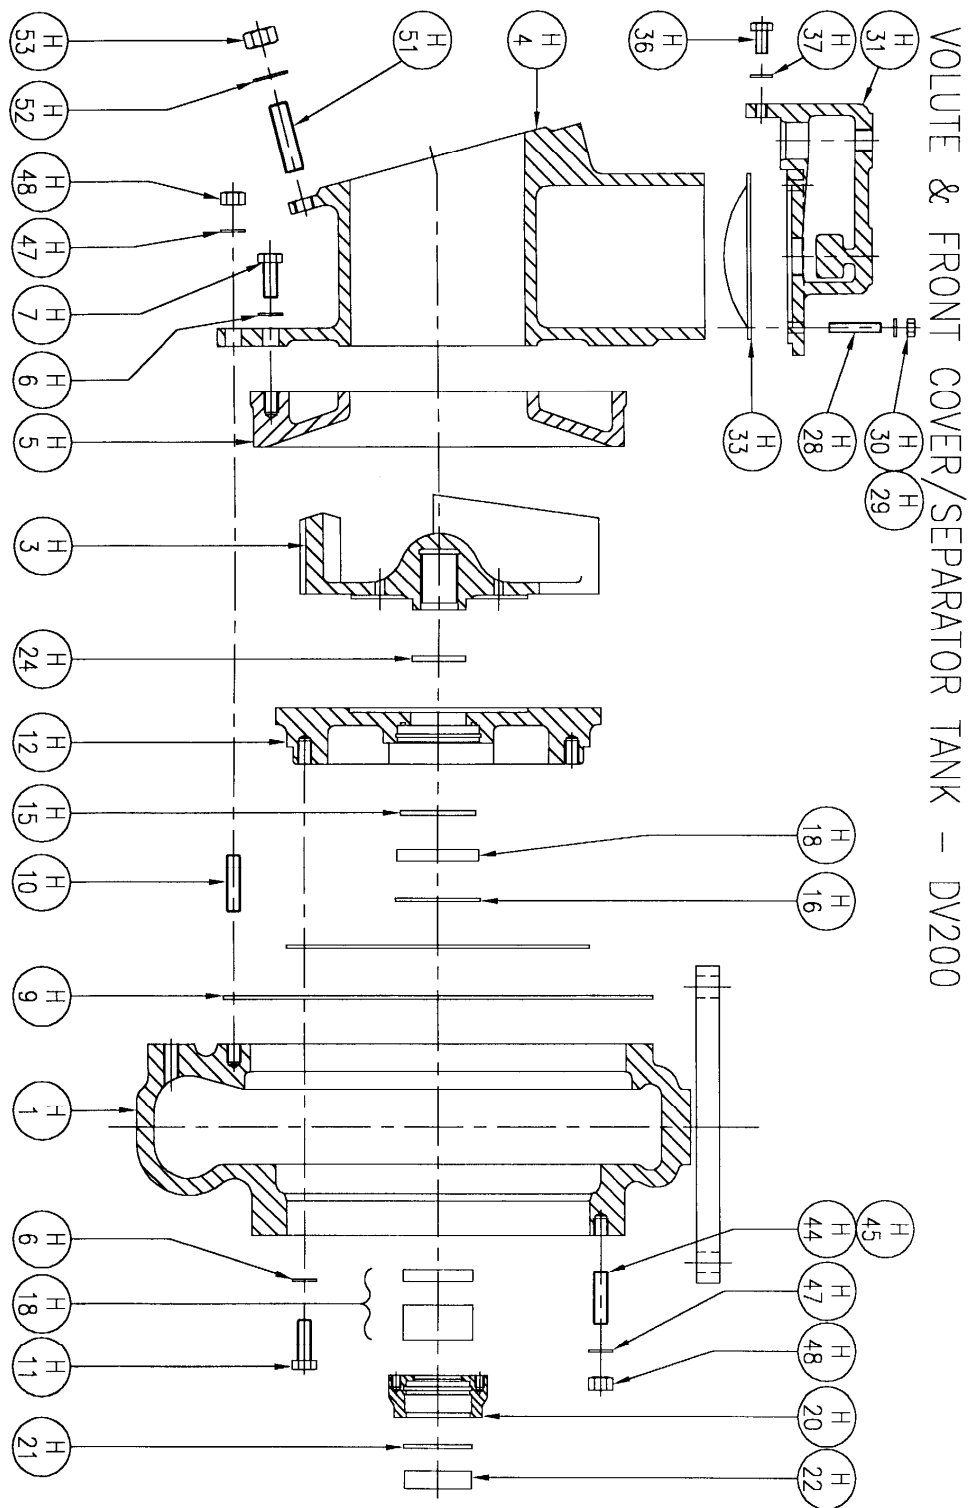 VOLUTE & FRONT COVER/SEPARATOR TANK - DV200
H
31
H
37
H
36
H
4
H
51
H
29
H
30
H
28
H
33
H
18
H
16
H
45
H
44
H
47
H
48
H
20
H
22
H
53
H
52
H
48
H
47
H
7
H
6
H
5
H
3
H
24
H
12
H
15
H
10
H
9
H
1
H
6
H
18
H
11
H
21